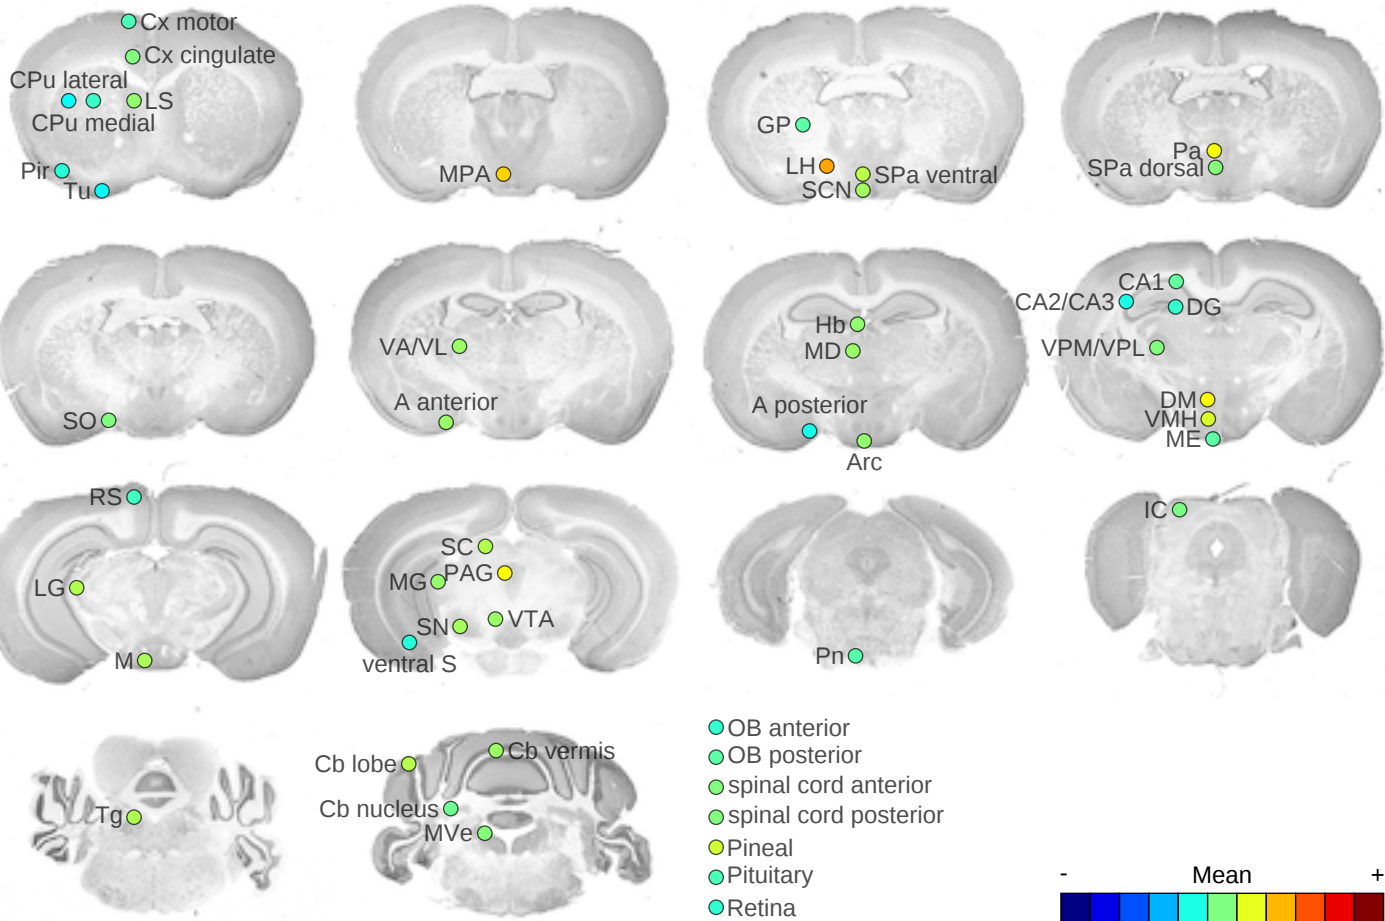 Cx motor
Cx cingulate
CPu lateral
LS
CPu medial
Pir
Tu
MPA
GP
LH
SPa ventral
SCN
Pa
SPa dorsal
SO
VA/VL
A anterior
Hb
MD
A posterior
Arc
CA1
CA2/CA3
DG
VPM/VPL
DM
VMH
ME
RS
LG
M
SC
PAG
MG
VTA
SN
ventral S
Pn
IC
Tg
Cb vermis
Cb lobe
Cb nucleus
MVe
OB anterior
OB posterior
spinal cord anterior
spinal cord posterior
Pineal
Pituitary
Retina
- Mean +